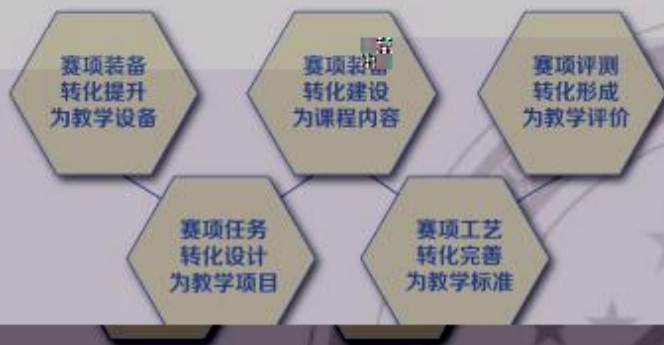 赛项装备
转化提升
为教学设备
赛项装
转化建设
为课程内容
赛项评测
转化形成
为教学评价
赛项任务
转化设计
为教学项目
赛项工艺
转化完善
为教学标准